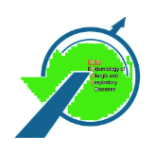 Epidemiology of
Allergic and
Respiratory
Diseases